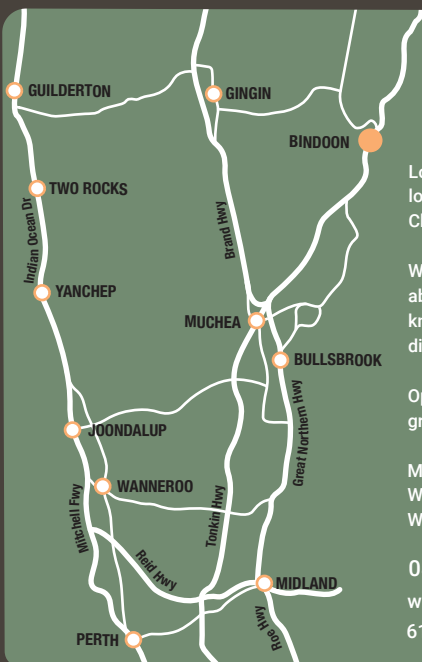 GUILDERTON
GINGIN
BINDOON
TWO ROCKS
Indian Ocean Dr
Brand Hwy
YANCHEP
MUCHEA
BULLSBROOK
Great Northern Hwy
JOONDALUP
WANNEROO
Mitchell Fwy
Tonkin Hwy
Reid Hwy
MIDLAND
Roe Hwy
PERTH